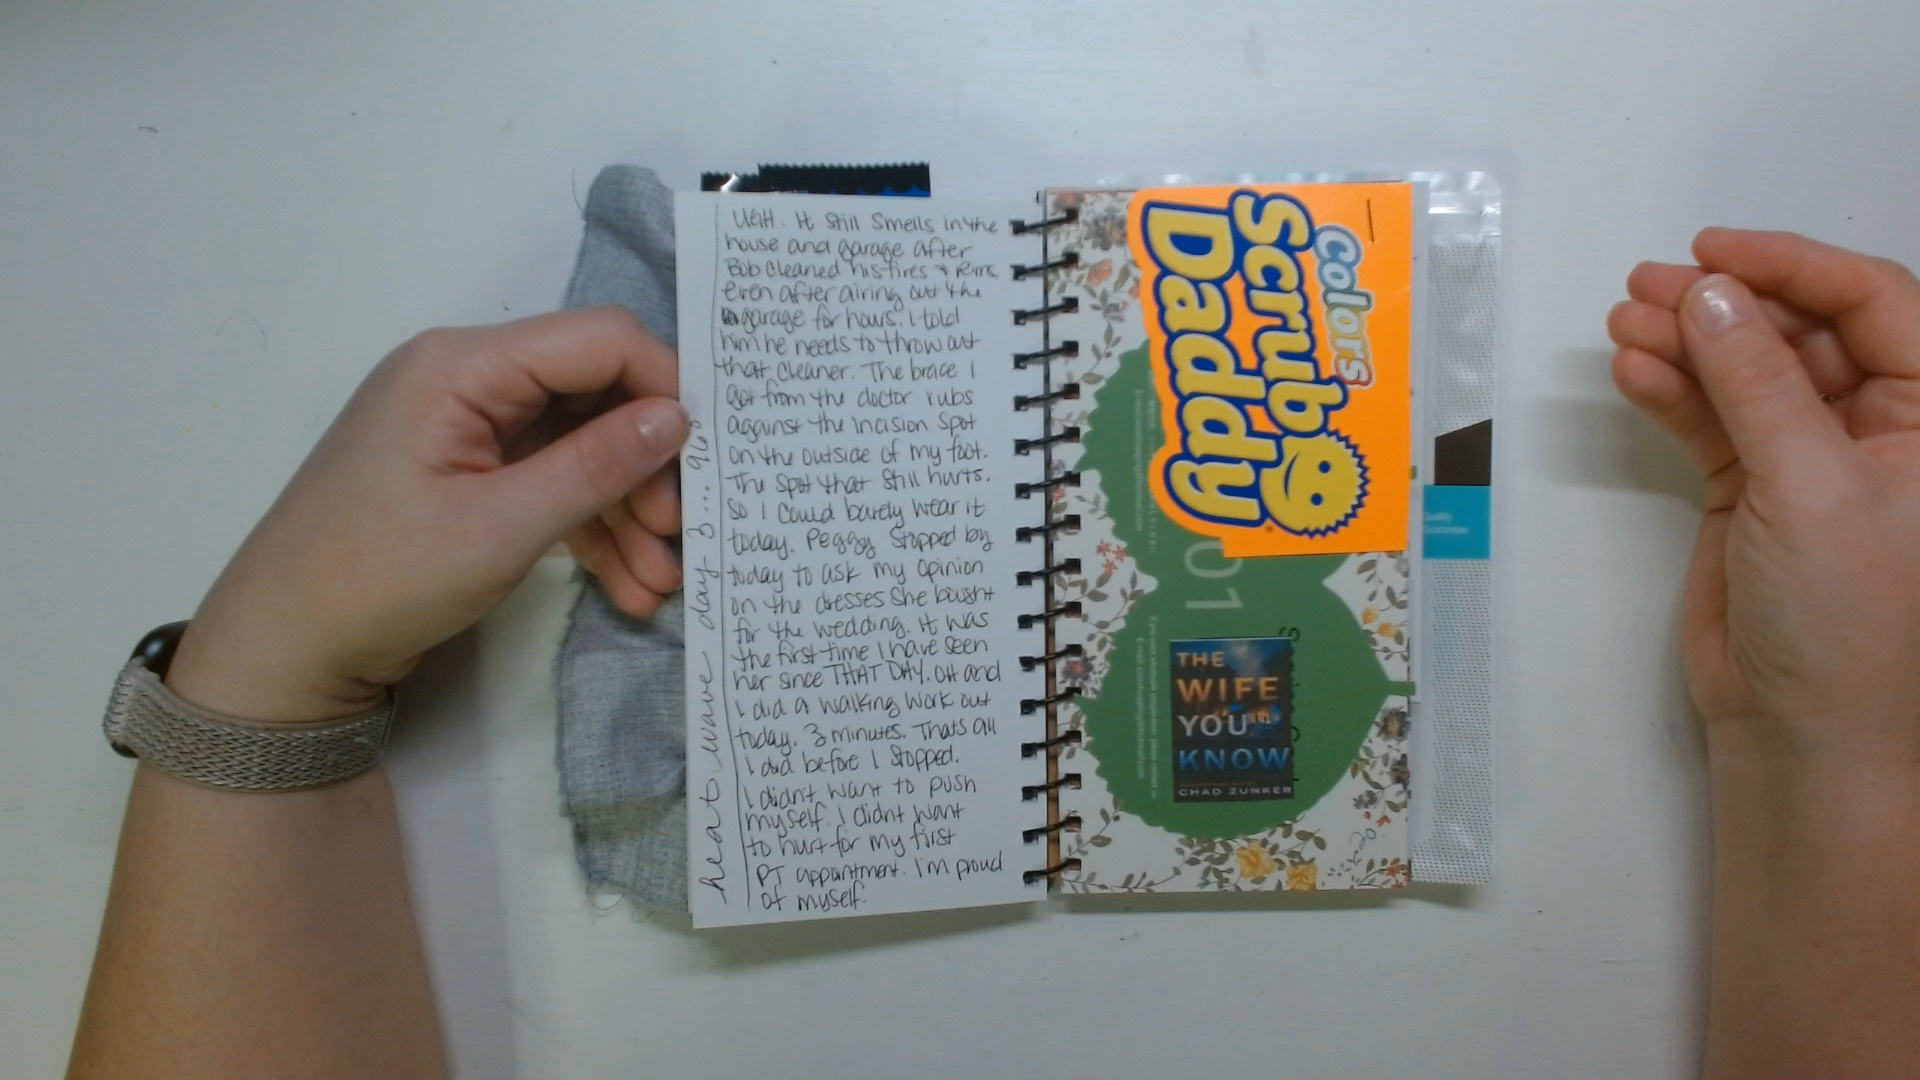 heat wave day 3... 96°
UGH. It still smells in the
house and garage after
Bob cleaned his tires + rims
even after airing out the
garage for hours. I told
him he needs to throw out
that cleaner. The brace I
got from the doctor rubs
against the incision spot
on the outside of my foot.
The spot that still hurts.
So I could barely wear it
today. Peggy stopped by
today to ask my opinion
on the dresses she bought
for the wedding. It was
the first time I have seen
her since THAT DAY. OH and
I did a walking work out
today. 3 minutes. Thats all
I did before I stopped.
I didn't want to push
myself. I didn't want
to hurt for my first
PT appointment. I'm proud
of myself.
colors
Scrub
Daddy
01
THE
WIFE
YOU
KNOW
CHAD ZUNKER